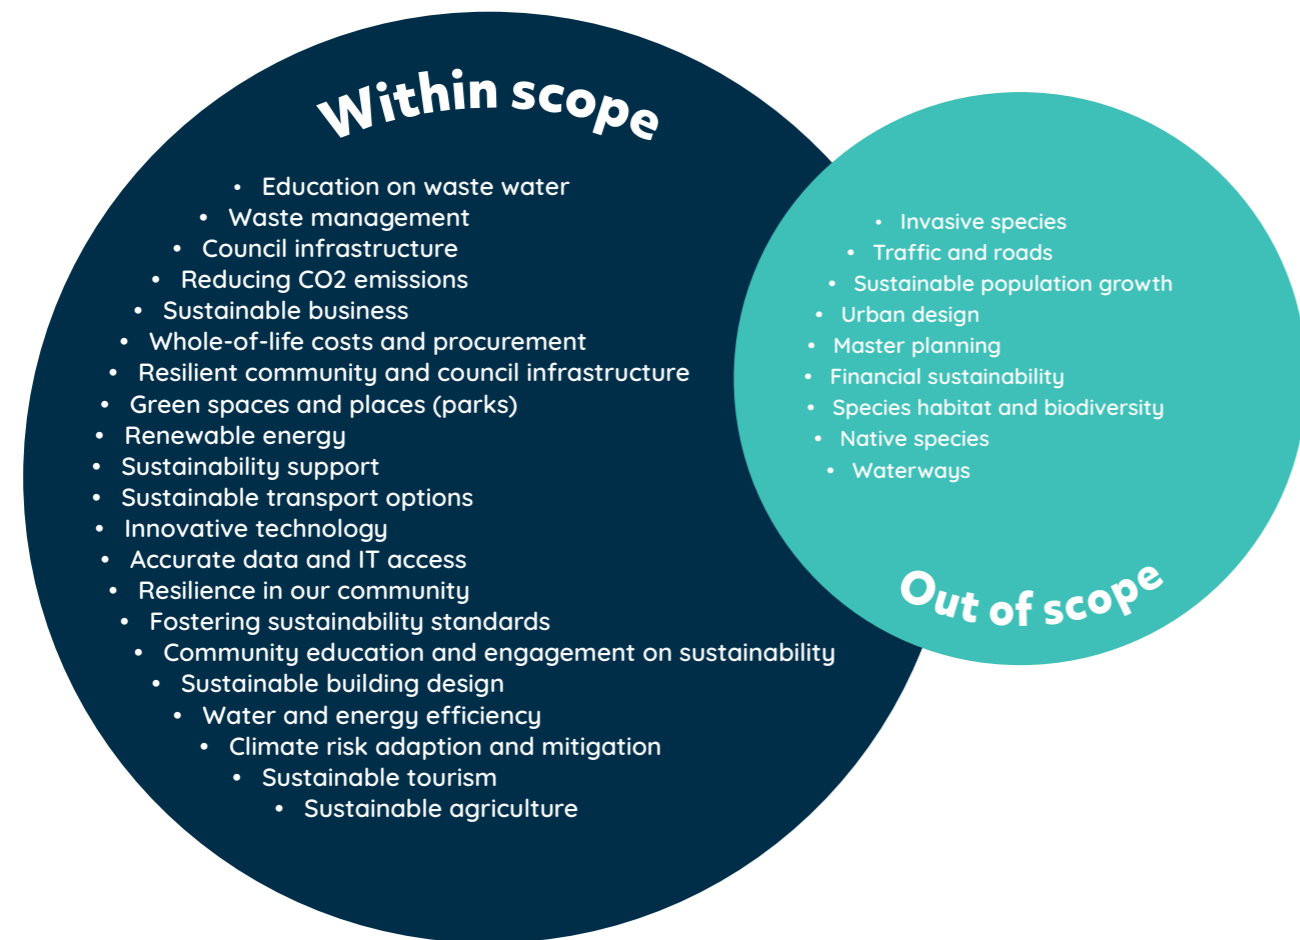 Within scope
• Education on waste water
• Waste management
• Council infrastructure
• Reducing CO2 emissions
• Sustainable business
• Whole-of-life costs and procurement
• Resilient community and council infrastructure
• Green spaces and places (parks)
• Renewable energy
• Sustainability support
• Sustainable transport options
• Innovative technology
• Accurate data and IT access
• Resilience in our community
• Fostering sustainability standards
• Community education and engagement on sustainability
• Sustainable building design
• Water and energy efficiency
• Climate risk adaption and mitigation
• Sustainable tourism
• Sustainable agriculture
• Invasive species
• Traffic and roads
• Sustainable population growth
• Urban design
• Master planning
• Financial sustainability
• Species habitat and biodiversity
• Native species
• Waterways
Out of scope